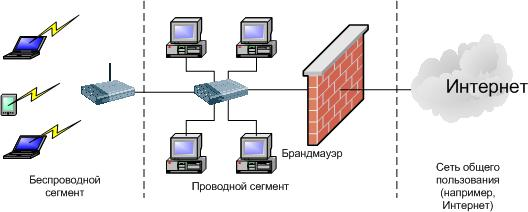 Интернет
Брандмауэр
Беспроводной
сегмент
Проводной сегмент
Сеть общего
пользования
(например,
Интернет)